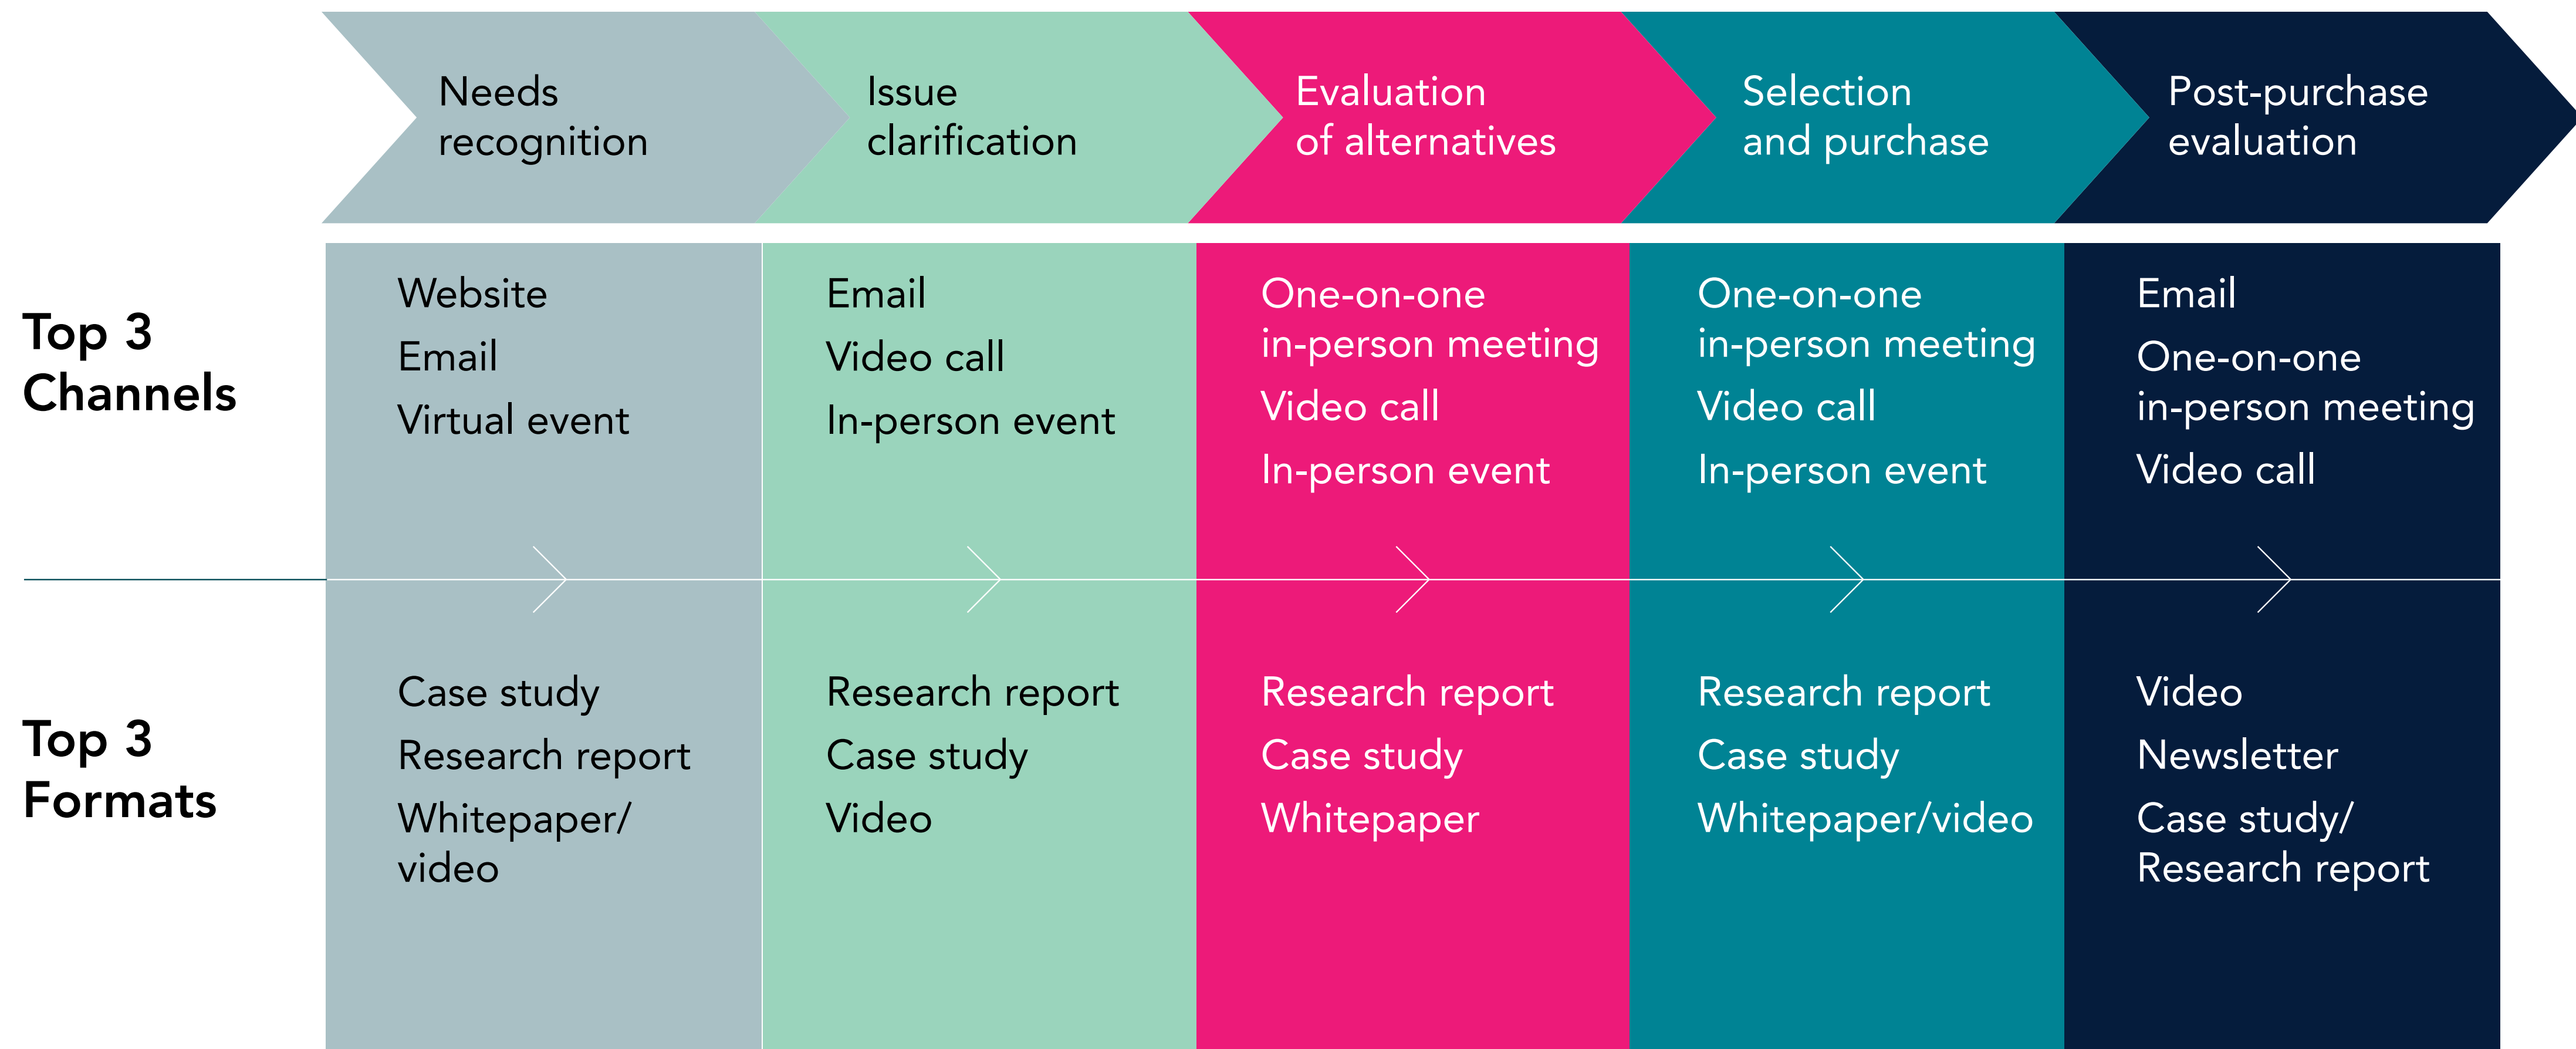 Needs
recognition
Issue
clarification
Evaluation
of alternatives
Selection
and purchase
Post-purchase
evaluation
Top 3
Channels
Website
Email
Virtual event
Email
Video call
In-person event
One-on-one
in-person meeting
Video call
In-person event
One-on-one
in-person meeting
Video call
In-person event
Email
One-on-one
in-person meeting
Video call
Top 3
Formats
Case study
Research report
Whitepaper/
video
Research report
Case study
Video
Research report
Case study
Whitepaper
Research report
Case study
Whitepaper/video
Video
Newsletter
Case study/
Research report